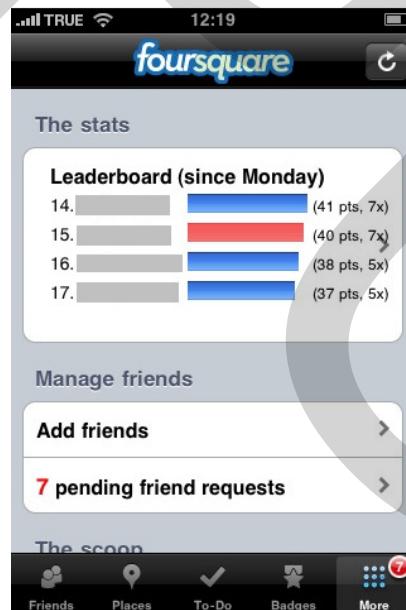 TRUE 12:19
foursquare
The stats
Leaderboard (since Monday)
14. (41 pts, 7x)
15. (40 pts, 7x)
16. (38 pts, 5x)
17. (37 pts, 5x)
Manage friends
Add friends
7 pending friend requests
The scoop
7
Friends Places To-Do Badges More